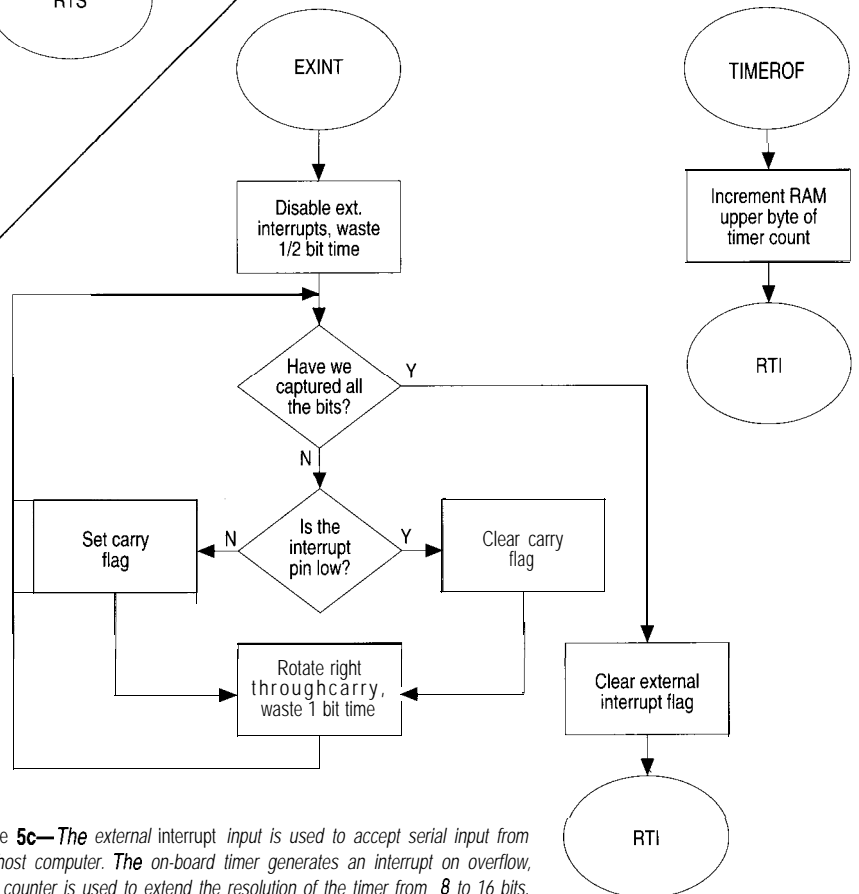 RTS
EXINT
Disable ext.
interrupts, waste
1/2 bit time
Have we
captured all
the bits?
Y
N
Is the
interrupt
pin low?
N
Y
Set carry
flag
Clear carry
flag
Rotate right
throughcarry,
waste 1 bit time
Clear external
interrupt flag
RTI
TIMEROF
Increment RAM
upper byte of
timer count
RTI
e 5c—The external interrupt input is used to accept serial input from
host computer. The on-board timer generates an interrupt on overflow,
counter is used to extend the resolution of the timer from 8 to 16 bits.